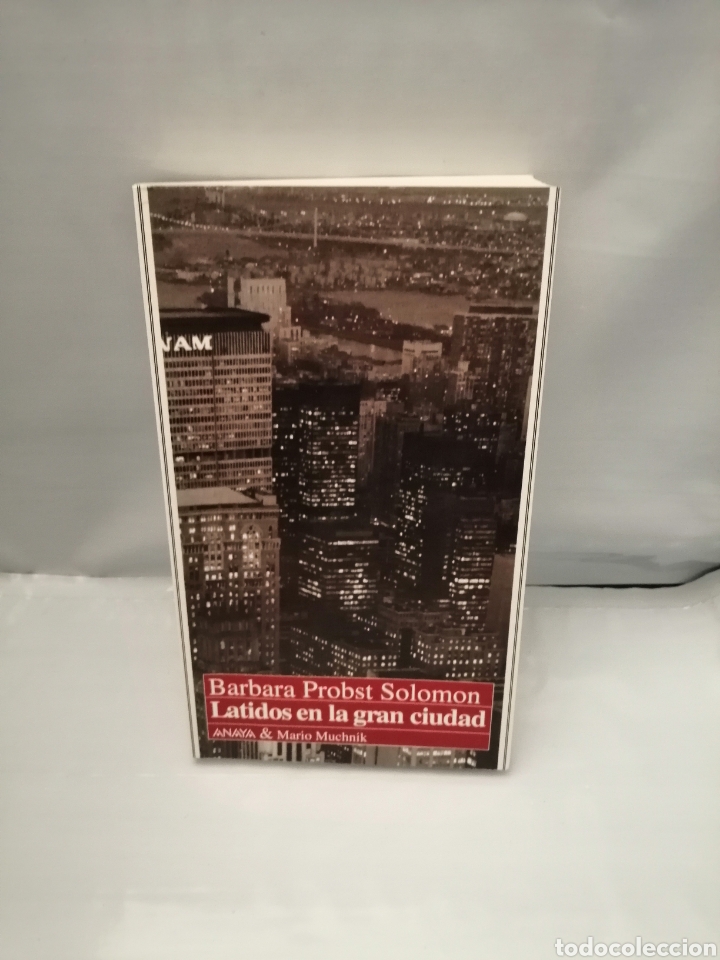 NAM
Barbara Probst Solomon
Latidos en la gran ciudad
ANAYA & Mario Muchnik
todocoleccion